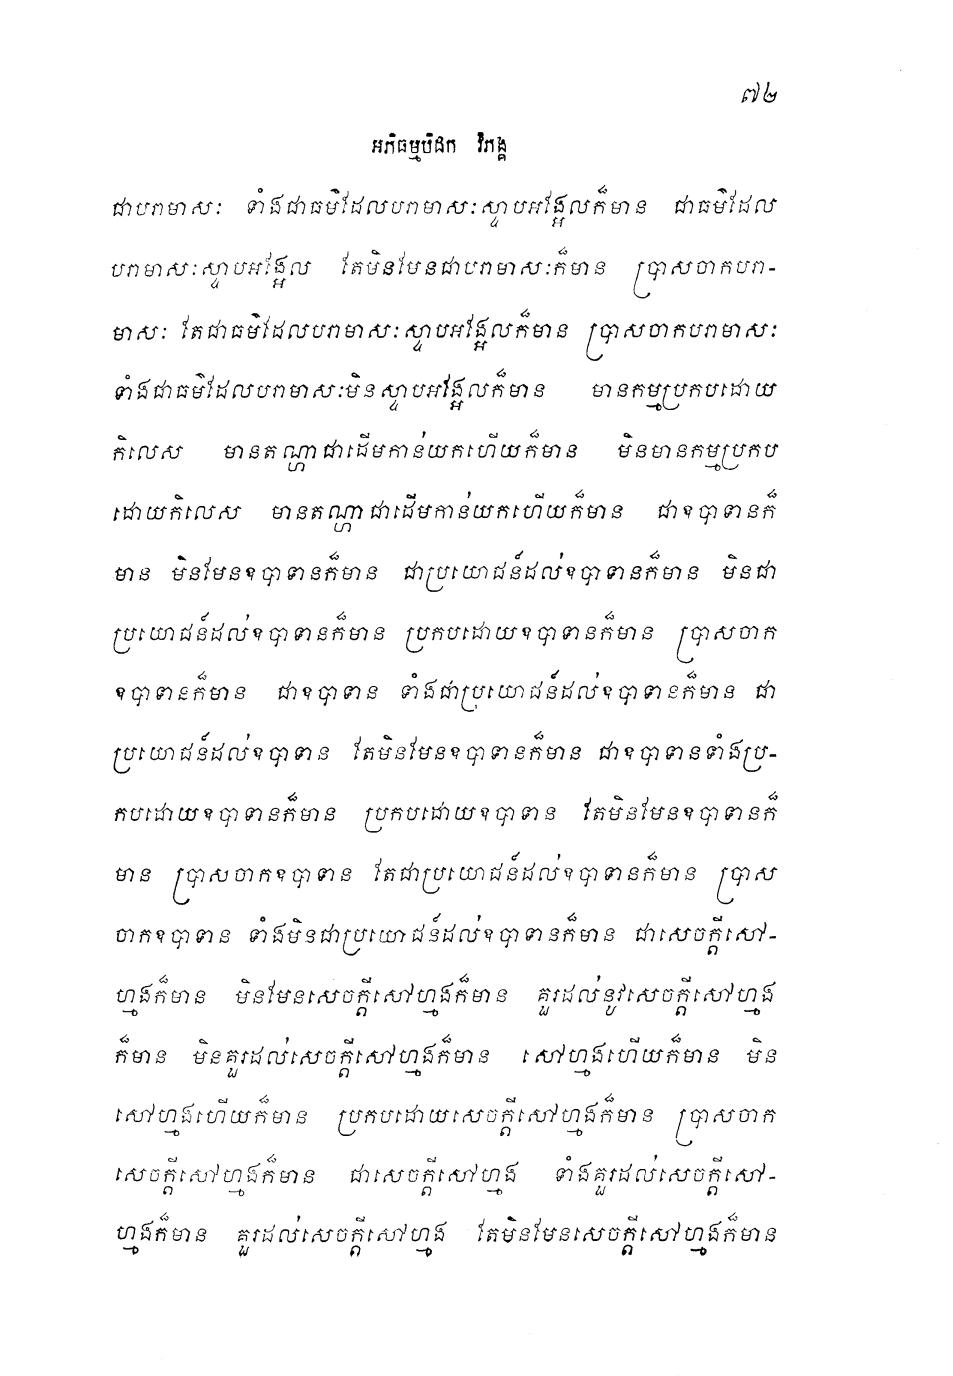 ៧២
អភិធម្មបិដក វិភង្គ
ជាបរាមាសៈ ទាំងជាធម៌ដែលបរាមាសៈស្ទាបអង្អែលក៏មាន ជាធម៌ដែល
បរាមាសៈស្ទាបអង្អែល តែមិនមែនជាបរាមាសៈក៏មាន ប្រាសចាកបរា-
មាសៈ តែជាធម៌ដែលបរាមាសៈស្ទាបអង្អែលក៏មាន ប្រាសចាកបរាមាសៈ
ទាំងជាធម៌ដែលបរាមាសៈមិនស្ទាបអង្អែលក៏មាន មានកម្មប្រកបដោយ
កិលេស មានតណ្ហាជាដើមកាន់យកហើយក៏មាន មិនមានកម្មប្រកប
ដោយកិលេស មានតណ្ហាជាដើមកាន់យកហើយក៏មាន ជាឧបាទានក៏
មាន មិនមែនឧបាទានក៏មាន ជាប្រយោជន៍ដល់ឧបាទានក៏មាន មិនជា
ប្រយោជន៍ដល់ឧបាទានក៏មាន ប្រកបដោយឧបាទានក៏មាន ប្រាសចាក
ឧបាទានក៏មាន ជាឧបាទាន ទាំងជាប្រយោជន៍ដល់ឧបាទានក៏មាន ជា
ប្រយោជន៍ដល់ឧបាទាន តែមិនមែនឧបាទានក៏មាន ជាឧបាទានទាំងប្រ-
កបដោយឧបាទានក៏មាន ប្រកបដោយឧបាទាន តែមិនមែនឧបាទានក៏
មាន ប្រាសចាកឧបាទាន តែជាប្រយោជន៍ដល់ឧបាទានក៏មាន ប្រាស
ចាកឧបាទាន ទាំងមិនជាប្រយោជន៍ដល់ឧបាទានក៏មាន ជាសេចក្តីសៅ-
ហ្មងក៏មាន មិនមែនសេចក្តីសៅហ្មងក៏មាន គួរដល់នូវសេចក្តីសៅហ្មង
ក៏មាន មិនគួរដល់សេចក្តីសៅហ្មងក៏មាន សៅហ្មងហើយក៏មាន មិន
សៅហ្មងហើយក៏មាន ប្រកបដោយសេចក្តីសៅហ្មងក៏មាន ប្រាសចាក
សេចក្តីសៅហ្មងក៏មាន ជាសេចក្តីសៅហ្មង ទាំងគួរដល់សេចក្តីសៅ-
ហ្មងក៏មាន គួរដល់សេចក្តីសៅហ្មង តែមិនមែនសេចក្តីសៅហ្មងក៏មាន